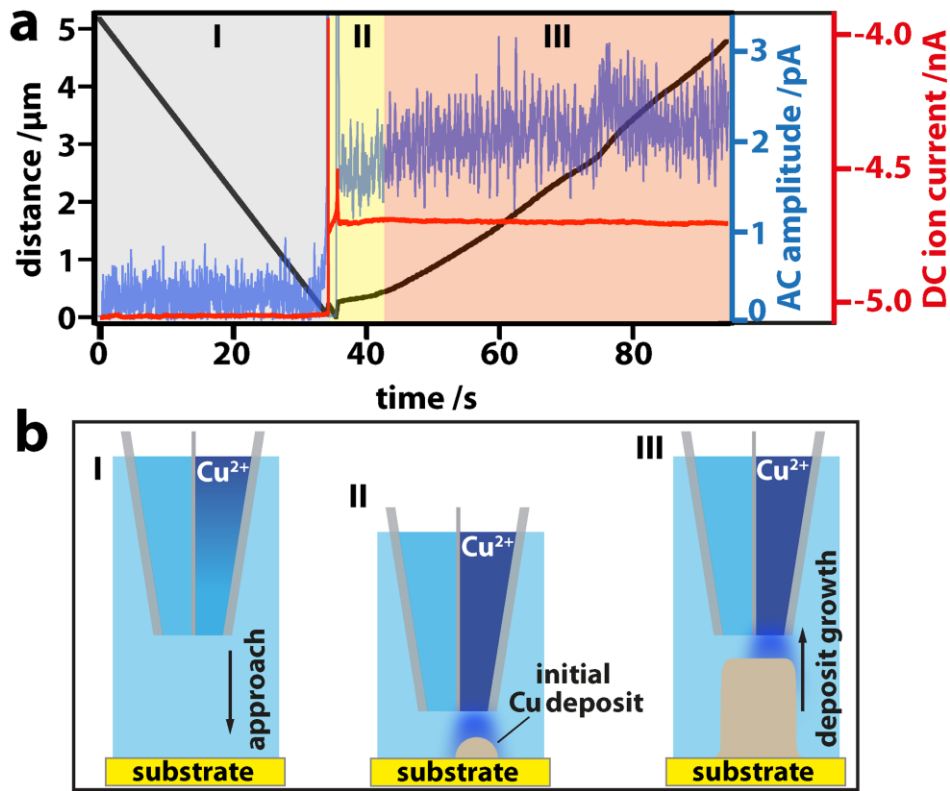 a
I
II
III
5
4
3
2
1
0
distance /µm
0
20
40
60
80
time /s
3
2
1
0
AC amplitude /pA
-4.0
-4.5
-5.0
DC ion current /nA
b
I
Cu²⁺
approach
substrate
II
Cu²⁺
initial
Cu deposit
substrate
III
Cu²⁺
deposit growth
substrate